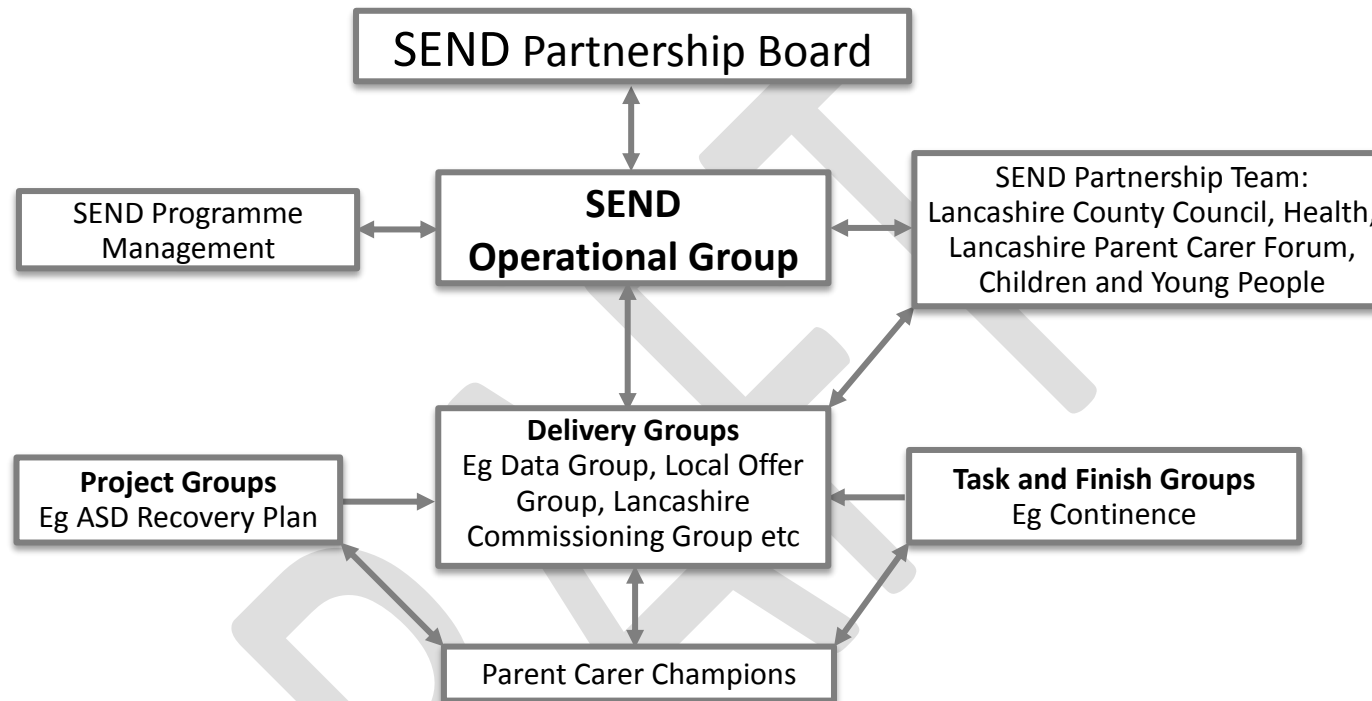 SEND Partnership Board
SEND Programme
Management
SEND
Operational Group
SEND Partnership Team:
Lancashire County Council, Health,
Lancashire Parent Carer Forum,
Children and Young People
Project Groups
Eg ASD Recovery Plan
Delivery Groups
Eg Data Group, Local Offer
Group, Lancashire
Commissioning Group etc
Task and Finish Groups
Eg Continence
Parent Carer Champions
DRAFT